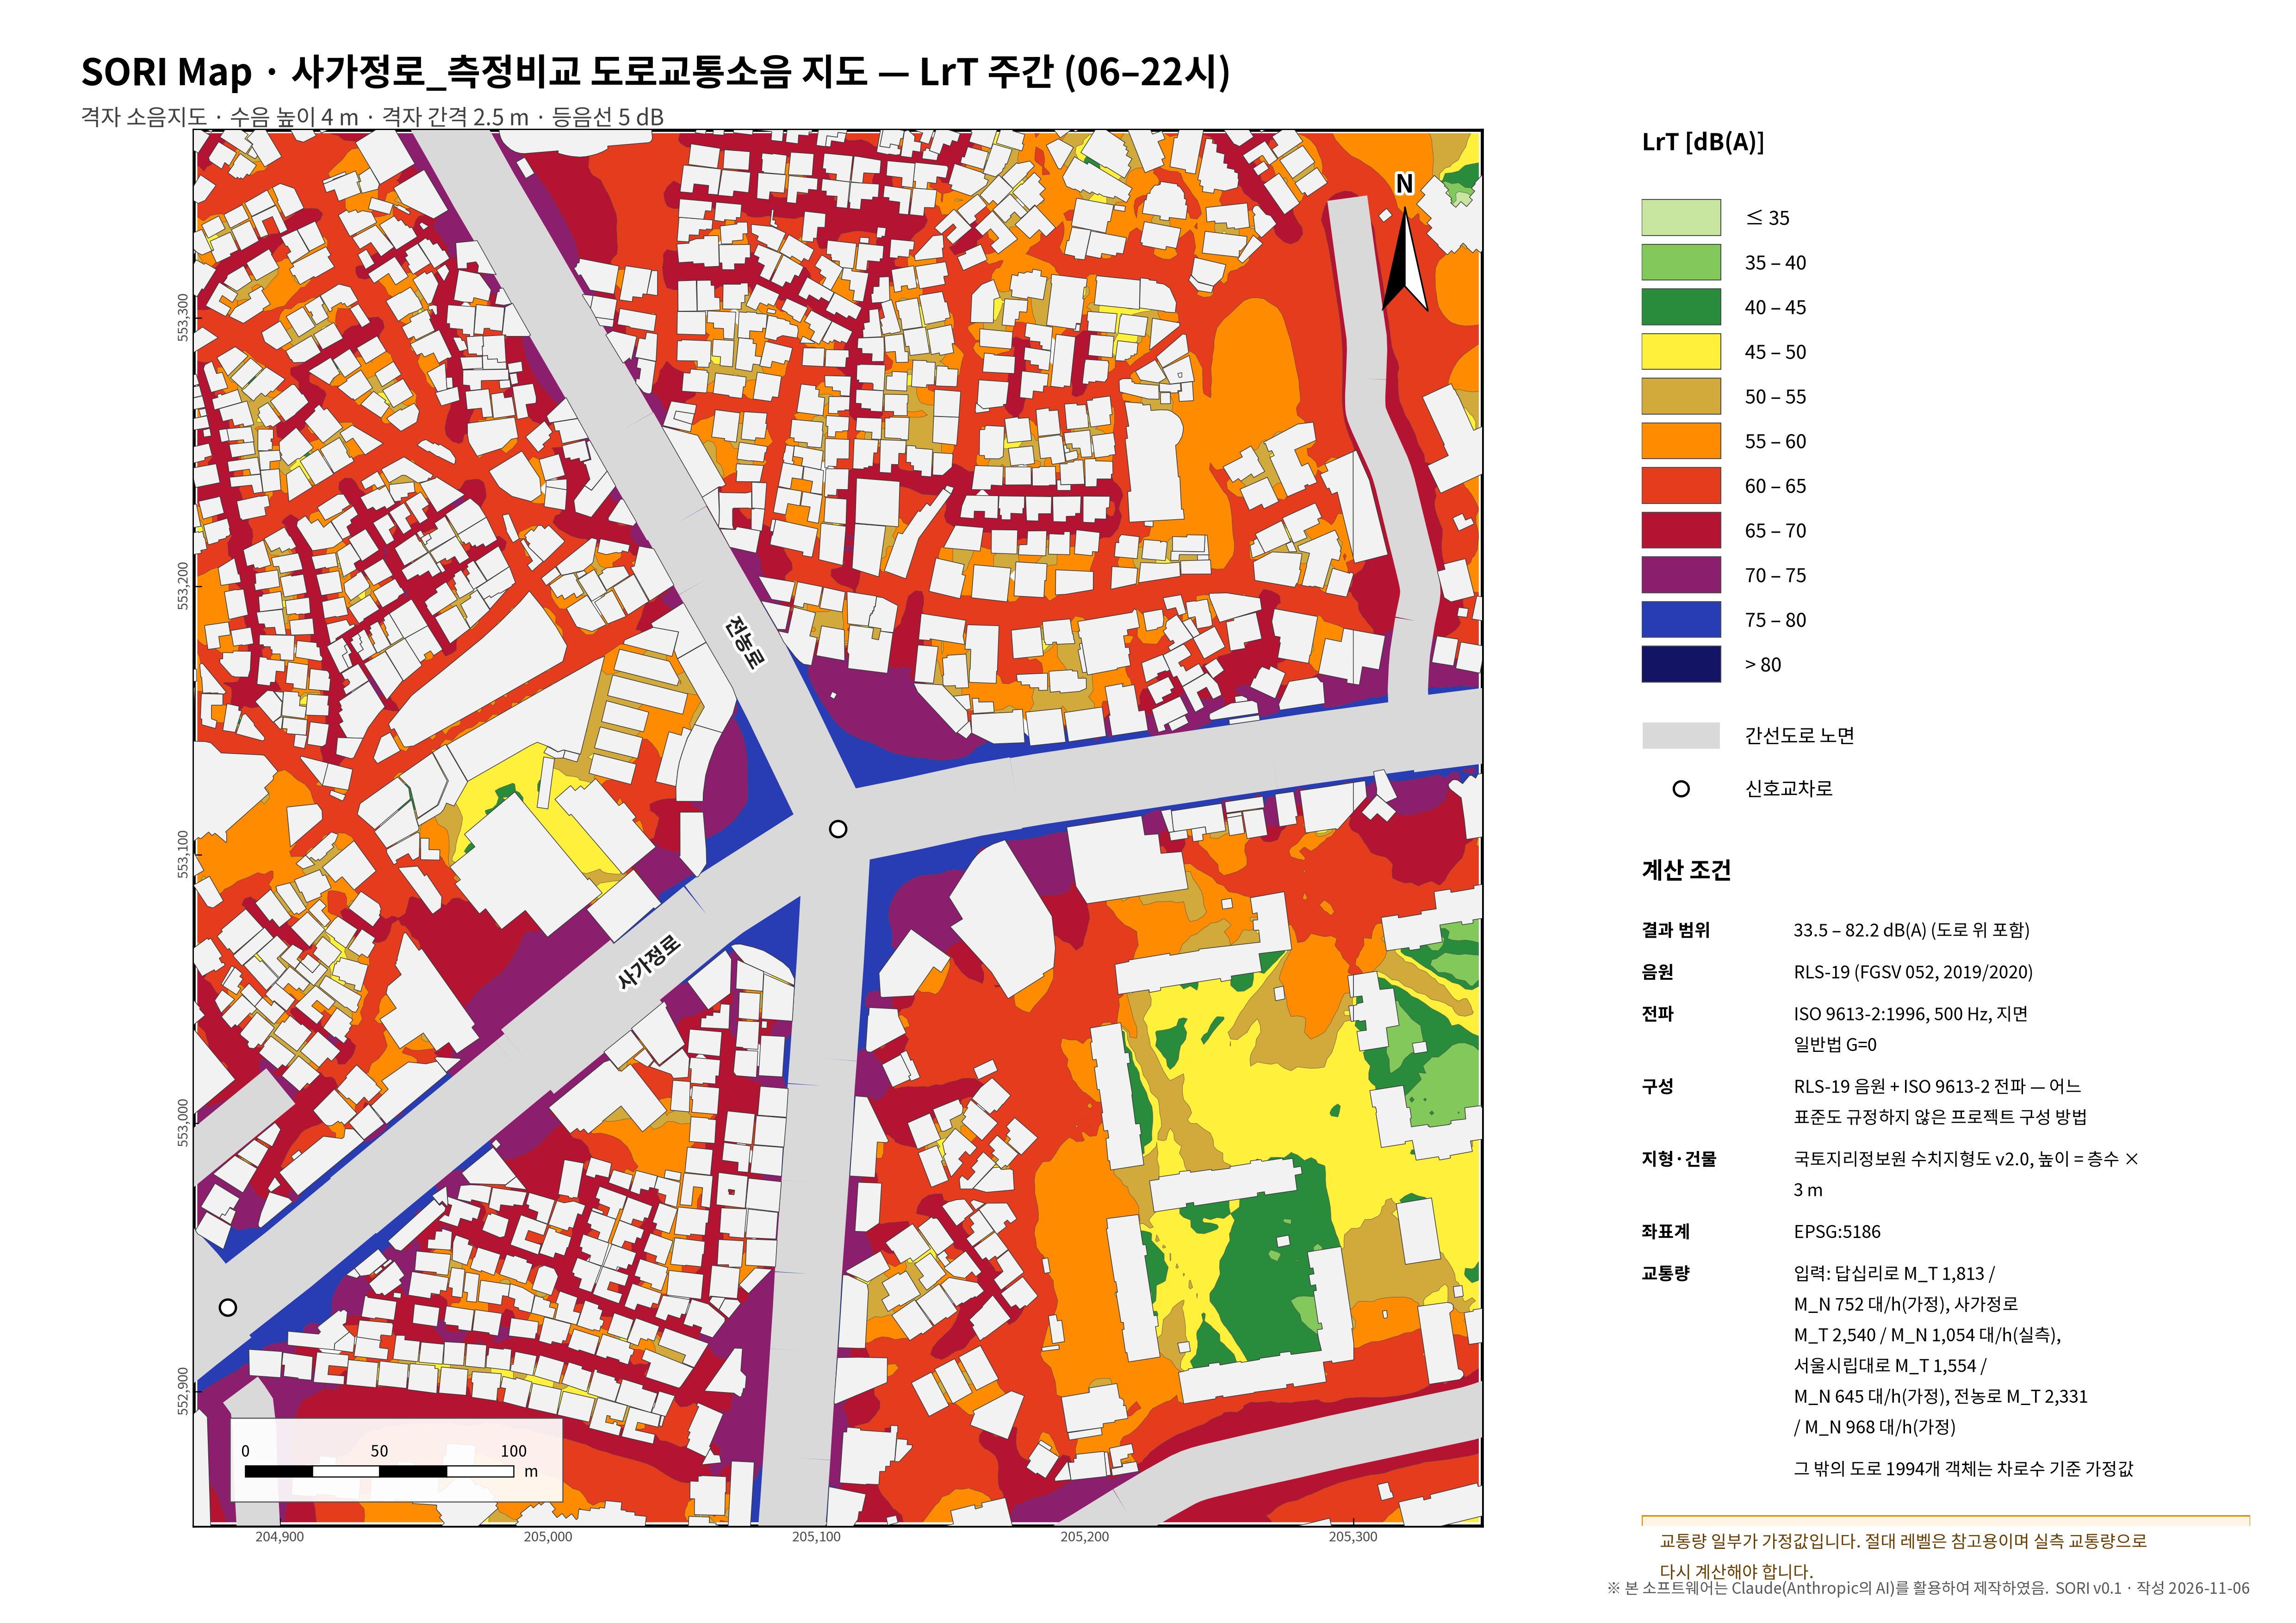 SORI Map · 사가정로_측정비교 도로교통소음 지도 — LrT 주간 (06–22시)
격자 소음지도 · 수음 높이 4 m · 격자 간격 2.5 m · 등음선 5 dB
N
553,300
553,200
553,100
553,000
552,900
204,900
205,000
205,100
205,200
205,300
전농로
사가정로
0 50 100
m
LrT [dB(A)]
≤ 35
35 – 40
40 – 45
45 – 50
50 – 55
55 – 60
60 – 65
65 – 70
70 – 75
75 – 80
> 80
간선도로 노면
신호교차로
계산 조건
결과 범위 33.5 – 82.2 dB(A) (도로 위 포함)
음원 RLS-19 (FGSV 052, 2019/2020)
전파 ISO 9613-2:1996, 500 Hz, 지면
일반법 G=0
구성 RLS-19 음원 + ISO 9613-2 전파 — 어느
표준도 규정하지 않은 프로젝트 구성 방법
지형·건물 국토지리정보원 수치지형도 v2.0, 높이 = 층수 ×
3 m
좌표계 EPSG:5186
교통량 입력: 답십리로 M_T 1,813 /
M_N 752 대/h(가정), 사가정로
M_T 2,540 / M_N 1,054 대/h(실측),
서울시립대로 M_T 1,554 /
M_N 645 대/h(가정), 전농로 M_T 2,331
/ M_N 968 대/h(가정)
그 밖의 도로 1994개 객체는 차로수 기준 가정값
교통량 일부가 가정값입니다. 절대 레벨은 참고용이며 실측 교통량으로
다시 계산해야 합니다.
※ 본 소프트웨어는 Claude(Anthropic의 AI)를 활용하여 제작하였음. SORI v0.1 · 작성 2026-11-06